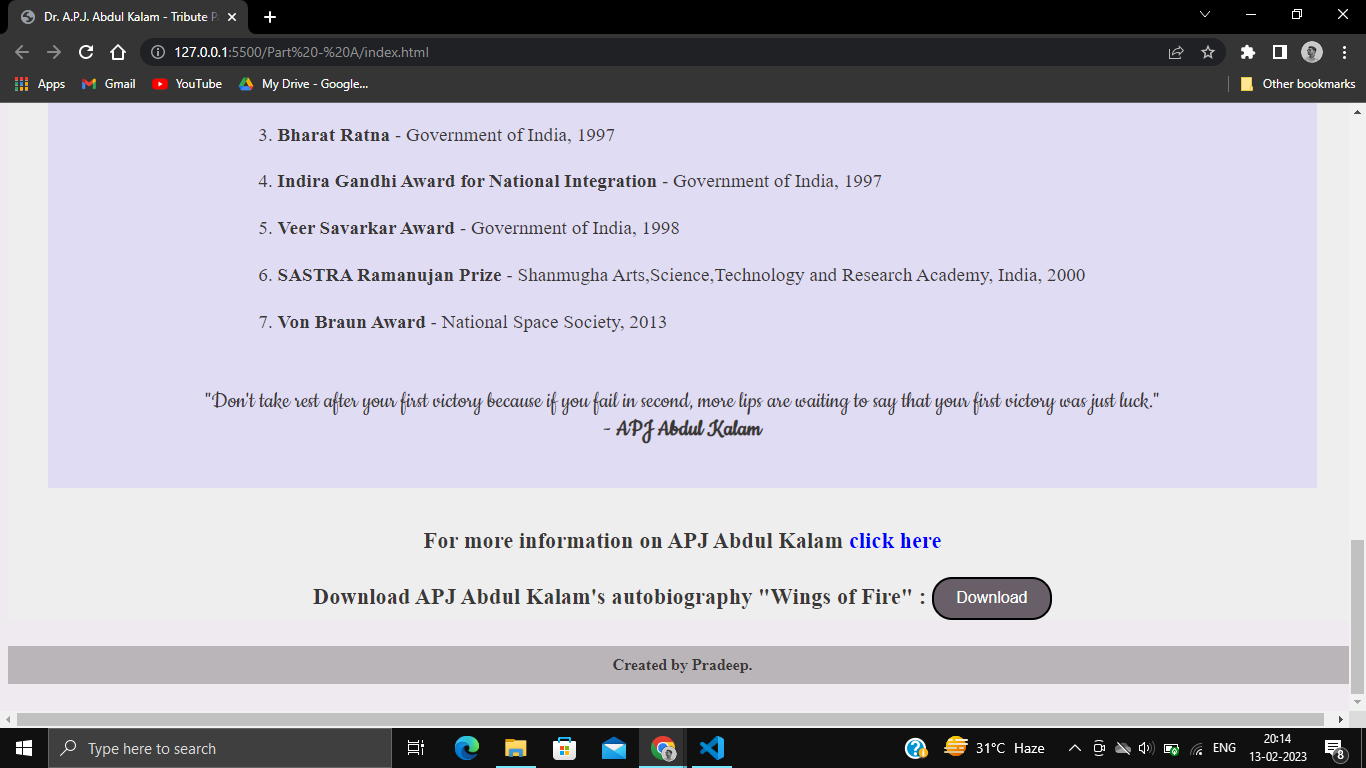 Dr. A.P.J. Abdul Kalam - Tribute P
127.0.0.1:5500/Part%20-%20A/index.html
Apps Gmail YouTube My Drive - Google... Other bookmarks
3. Bharat Ratna - Government of India, 1997
4. Indira Gandhi Award for National Integration - Government of India, 1997
5. Veer Savarkar Award - Government of India, 1998
6. SASTRA Ramanujan Prize - Shanmugha Arts,Science,Technology and Research Academy, India, 2000
7. Von Braun Award - National Space Society, 2013
"Don't take rest after your first victory because if you fail in second, more lips are waiting to say that your first victory was just luck."
- APJ Abdul Kalam
For more information on APJ Abdul Kalam click here
Download APJ Abdul Kalam's autobiography "Wings of Fire" : Download
Created by Pradeep.
Type here to search 31°C Haze ENG 20:14
13-02-2023 8